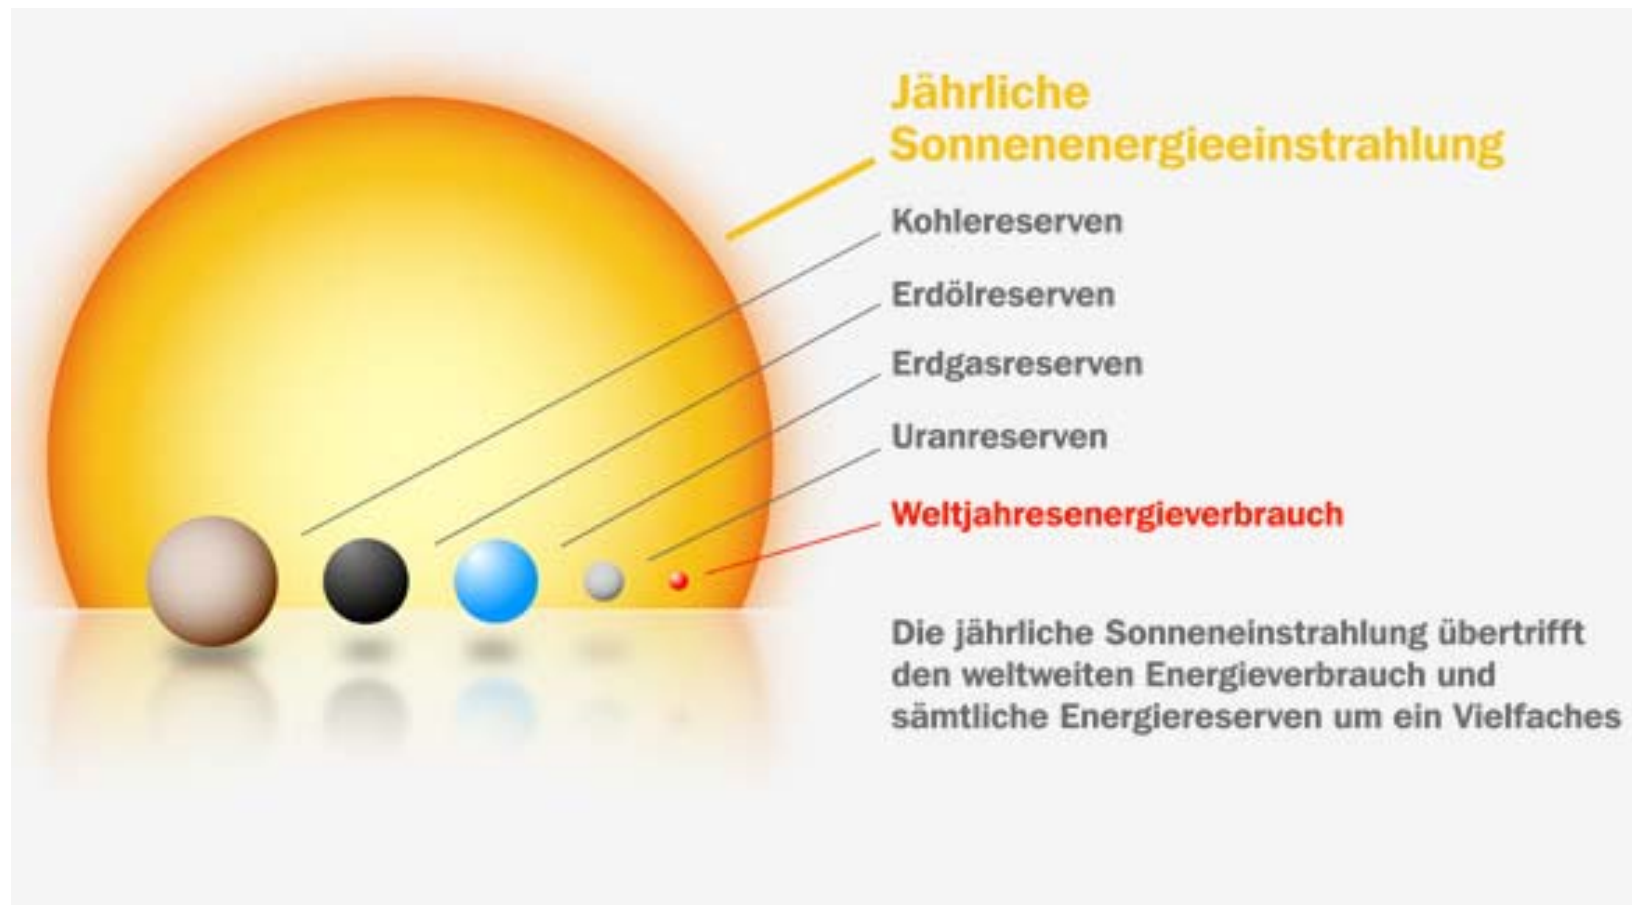 Jährliche
Sonnenenergieeinstrahlung
Kohlereserven
Erdölreserven
Erdgasreserven
Uranreserven
Weltjahresenergieverbrauch
Die jährliche Sonneneinstrahlung übertrifft
den weltweiten Energieverbrauch und
sämtliche Energiereserven um ein Vielfaches